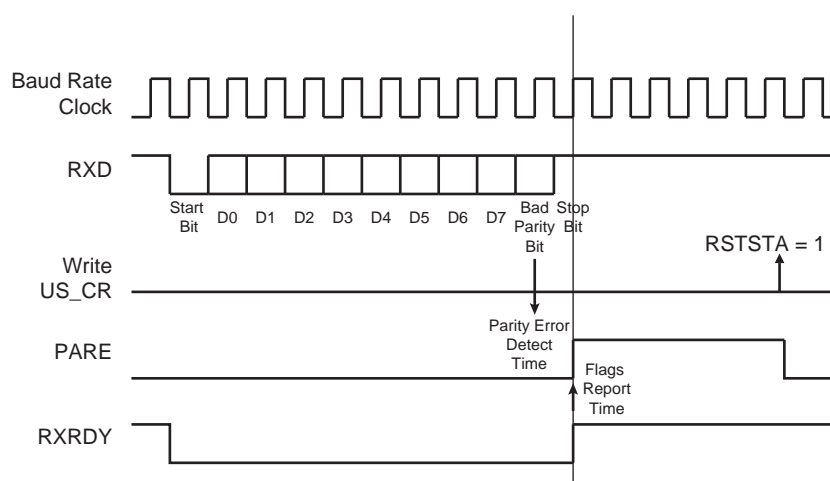 Baud Rate
Clock
RXD
Start
Bit
D0 D1 D2 D3 D4 D5 D6 D7
Bad
Parity
Bit
Stop
Bit
RSTSTA = 1
Write
US_CR
Parity Error
Detect
Time
PARE
Flags
Report
Time
RXRDY